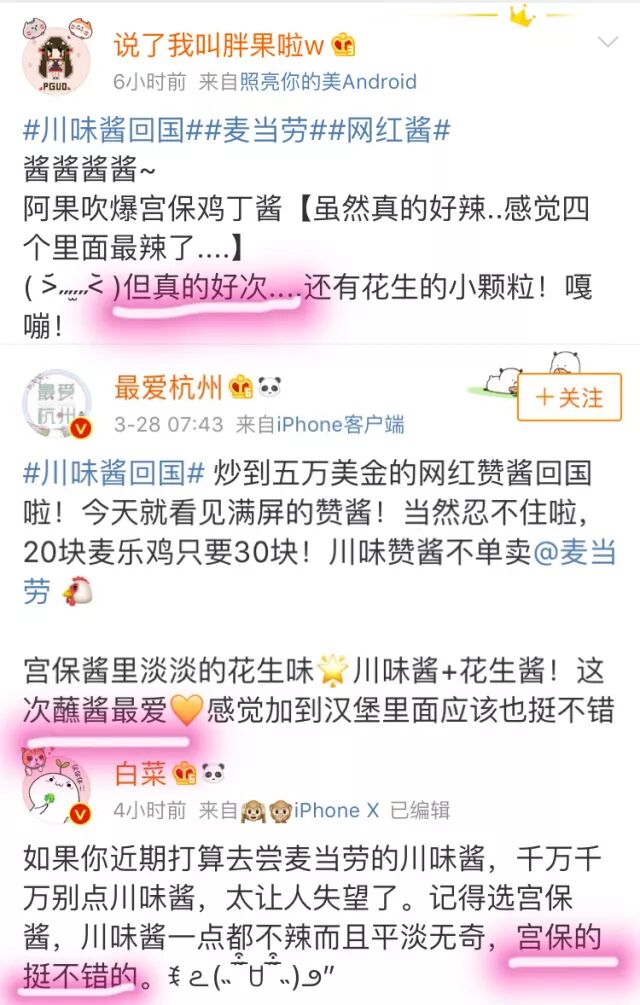 说了我叫胖果啦w
6小时前 来自照亮你的美Android
#川味酱回国##麦当劳##网红酱#
酱酱酱酱~
阿果吹爆宫保鸡丁酱【虽然真的好辣..感觉四
个里面最辣了....】
但真的好次....还有花生的小颗粒！嘎
嘣！
PGUO
最爱杭州
3-28 07:43 来自iPhone客户端
+关注
最爱
杭州
#川味酱回国# 炒到五万美金的网红赞酱回国
啦！今天就看见满屏的赞酱！当然忍不住啦，
20块麦乐鸡只要30块！川味赞酱不单卖@麦当
劳 🐔
宫保酱里淡淡的花生味🌟川味酱+花生酱！这
次蘸酱最爱🧡感觉加到汉堡里面应该也挺不错
白菜
4小时前 来自🙉🙊iPhone X 已编辑
如果你近期打算去尝麦当劳的川味酱，千万千
万别点川味酱，太让人失望了。记得选宫保
酱，川味酱一点都不辣而且平淡无奇，宫保的
挺不错的。